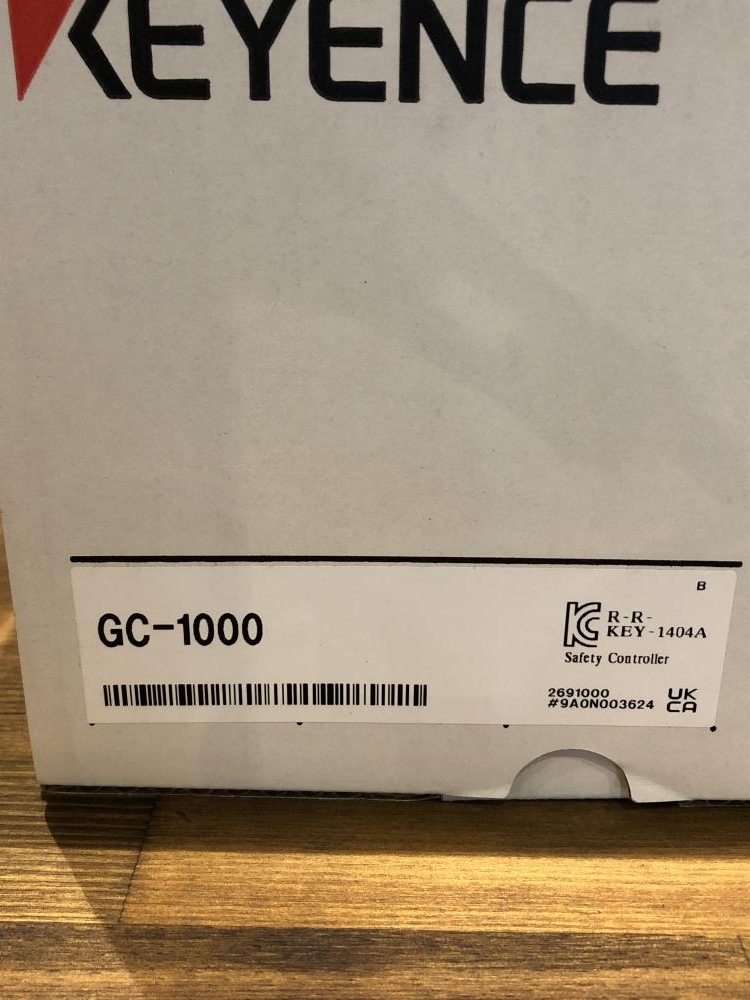 KEYENCE
B
GC-1000
R-R-
KEY-1404A
Safety Controller
2691000
#9A0N003624
UK
CA